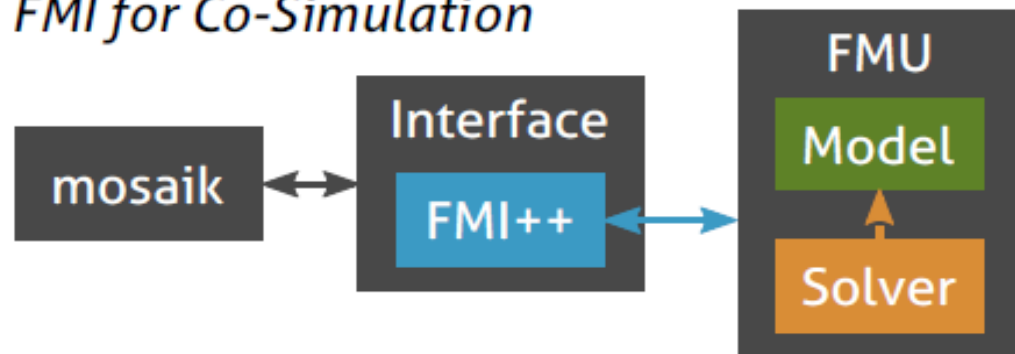 FMI for Co-Simulation
mosaik
Interface
FMI++
FMU
Model
Solver